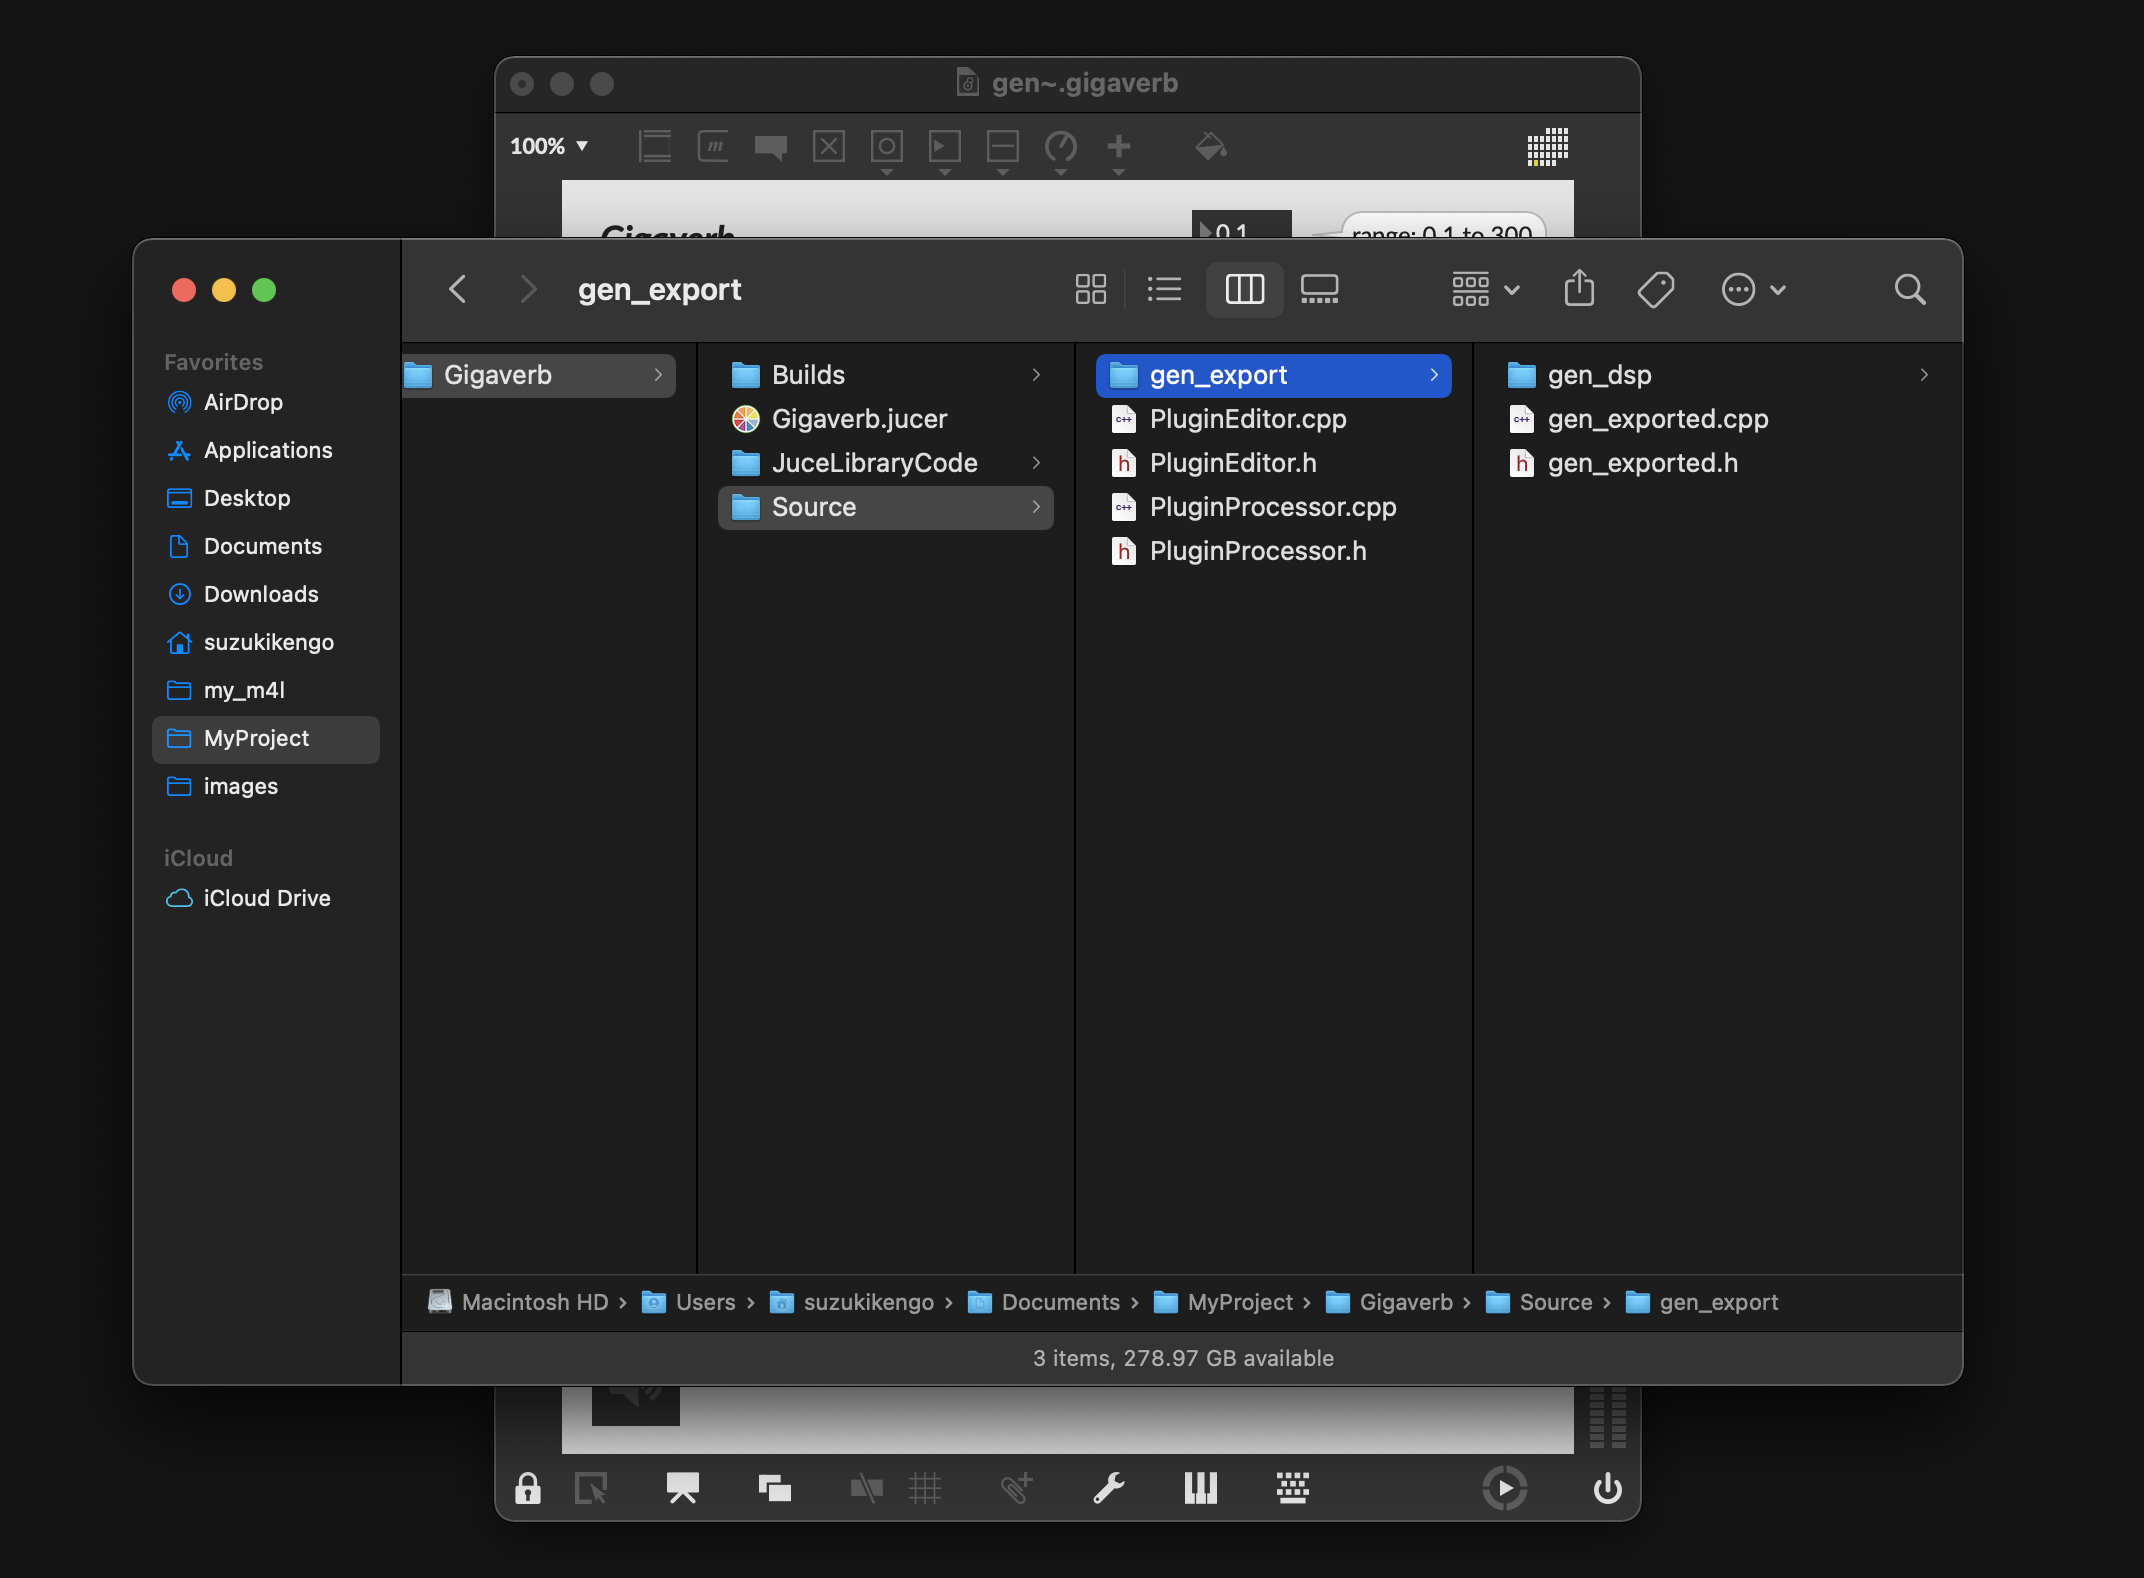 gen~.gigaverb
100%
Gigaverb
0.1
range: 0.1 to 300
gen_export
Favorites
AirDrop
Applications
Desktop
Documents
Downloads
suzukikengo
my_m4l
MyProject
images
iCloud
iCloud Drive
Gigaverb
Builds
Gigaverb.jucer
JuceLibraryCode
Source
gen_export
PluginEditor.cpp
PluginEditor.h
PluginProcessor.cpp
PluginProcessor.h
gen_dsp
gen_exported.cpp
gen_exported.h
Macintosh HD › Users › suzukikengo › Documents › MyProject › Gigaverb › Source › gen_export
3 items, 278.97 GB available